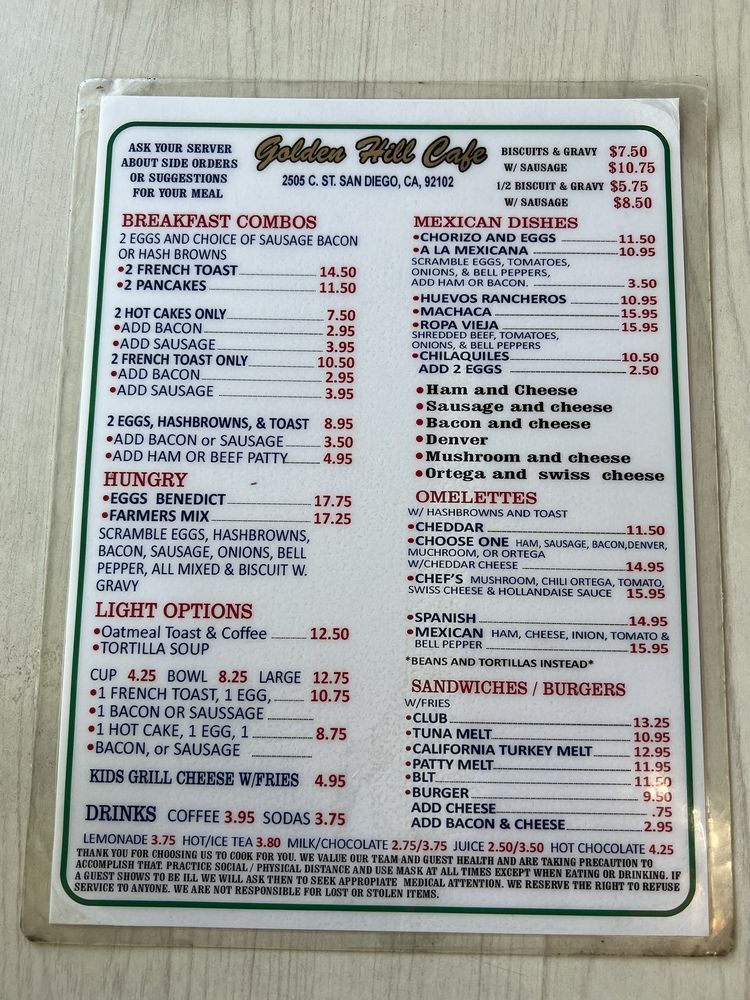 ASK YOUR SERVER
ABOUT SIDE ORDERS
OR SUGGESTIONS
FOR YOUR MEAL
Golden Hill Cafe
2505 C. ST. SAN DIEGO, CA, 92102
BISCUITS & GRAVY $7.50
W/ SAUSAGE $10.75
1/2 BISCUIT & GRAVY $5.75
W/ SAUSAGE $8.50
BREAKFAST COMBOS
2 EGGS AND CHOICE OF SAUSAGE BACON
OR HASH BROWNS
•2 FRENCH TOAST 14.50
•2 PANCAKES 11.50
2 HOT CAKES ONLY 7.50
•ADD BACON 2.95
•ADD SAUSAGE 3.95
2 FRENCH TOAST ONLY 10.50
•ADD BACON 2.95
•ADD SAUSAGE 3.95
2 EGGS, HASHBROWNS, & TOAST 8.95
•ADD BACON or SAUSAGE 3.50
•ADD HAM OR BEEF PATTY 4.95
HUNGRY
•EGGS BENEDICT 17.75
•FARMERS MIX 17.25
SCRAMBLE EGGS, HASHBROWNS,
BACON, SAUSAGE, ONIONS, BELL
PEPPER, ALL MIXED & BISCUIT W.
GRAVY
LIGHT OPTIONS
•Oatmeal Toast & Coffee 12.50
•TORTILLA SOUP
CUP 4.25 BOWL 8.25 LARGE 12.75
•1 FRENCH TOAST, 1 EGG, 10.75
•1 BACON OR SAUSSAGE
•1 HOT CAKE, 1 EGG, 1 8.75
•BACON, or SAUSAGE
KIDS GRILL CHEESE W/FRIES 4.95
MEXICAN DISHES
•CHORIZO AND EGGS 11.50
•A LA MEXICANA 10.95
SCRAMBLE EGGS, TOMATOES,
ONIONS, & BELL PEPPERS,
ADD HAM OR BACON. 3.50
•HUEVOS RANCHEROS 10.95
•MACHACA 15.95
•ROPA VIEJA 15.95
SHREDDED BEEF, TOMATOES,
ONIONS, & BELL PEPPERS
•CHILAQUILES 10.50
ADD 2 EGGS 2.50
•Ham and Cheese
•Sausage and cheese
•Bacon and cheese
•Denver
•Mushroom and cheese
•Ortega and swiss cheese
OMELETTES
W/ HASHBROWNS AND TOAST
•CHEDDAR 11.50
•CHOOSE ONE HAM, SAUSAGE, BACON,DENVER,
MUCHROOM, OR ORTEGA
W/CHEDDAR CHEESE 14.95
•CHEF'S MUSHROOM, CHILI ORTEGA, TOMATO,
SWISS CHEESE & HOLLANDAISE SAUCE 15.95
•SPANISH 14.95
•MEXICAN HAM, CHEESE, INION, TOMATO &
BELL PEPPER 15.95
*BEANS AND TORTILLAS INSTEAD*
SANDWICHES / BURGERS
W/FRIES
•CLUB 13.25
•TUNA MELT 10.95
•CALIFORNIA TURKEY MELT 12.95
•PATTY MELT 11.95
•BLT 11.50
•BURGER 9.50
ADD CHEESE .75
ADD BACON & CHEESE 2.95
DRINKS COFFEE 3.95 SODAS 3.75
LEMONADE 3.75 HOT/ICE TEA 3.80 MILK/CHOCOLATE 2.75/3.75 JUICE 2.50/3.50 HOT CHOCOLATE 4.25
THANK YOU FOR CHOOSING US TO COOK FOR YOU. WE VALUE OUR TEAM AND GUEST HEALTH AND ARE TAKING PRECAUTION TO
ACCOMPLISH THAT. PRACTICE SOCIAL / PHYSICAL DISTANCE AND USE MASK AT ALL TIMES EXCEPT WHEN EATING OR DRINKING. IF
A GUEST SHOWS TO BE ILL WE WILL ASK THEN TO SEEK APPROPIATE MEDICAL ATTENTION. WE RESERVE THE RIGHT TO REFUSE
SERVICE TO ANYONE. WE ARE NOT RESPONSIBLE FOR LOST OR STOLEN ITEMS.